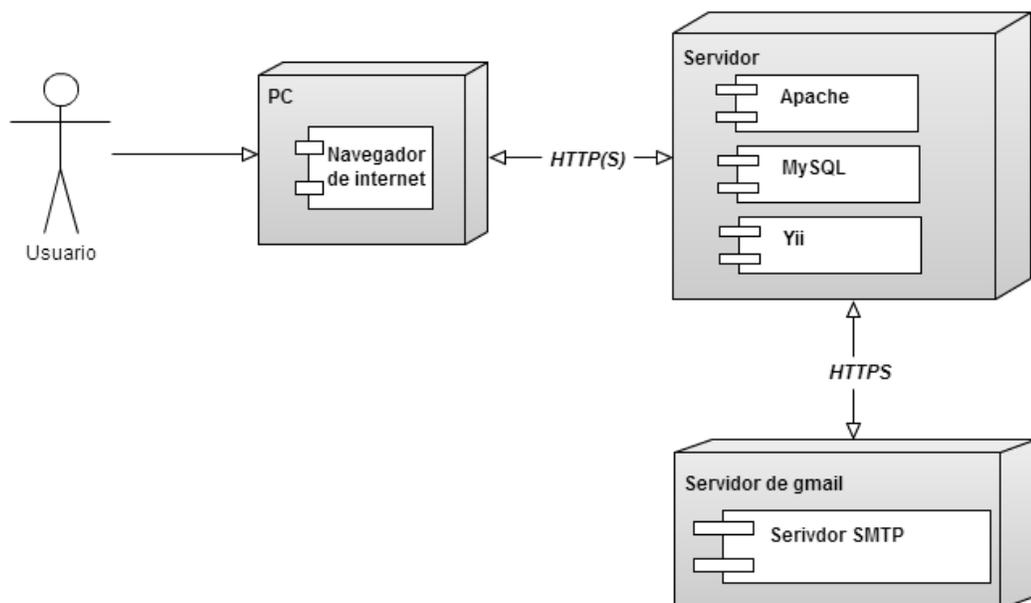 Usuario
PC
Navegador
de internet
HTTP(S)
Servidor
Apache
MySQL
Yii
HTTPS
Servidor de gmail
Serivdor SMTP